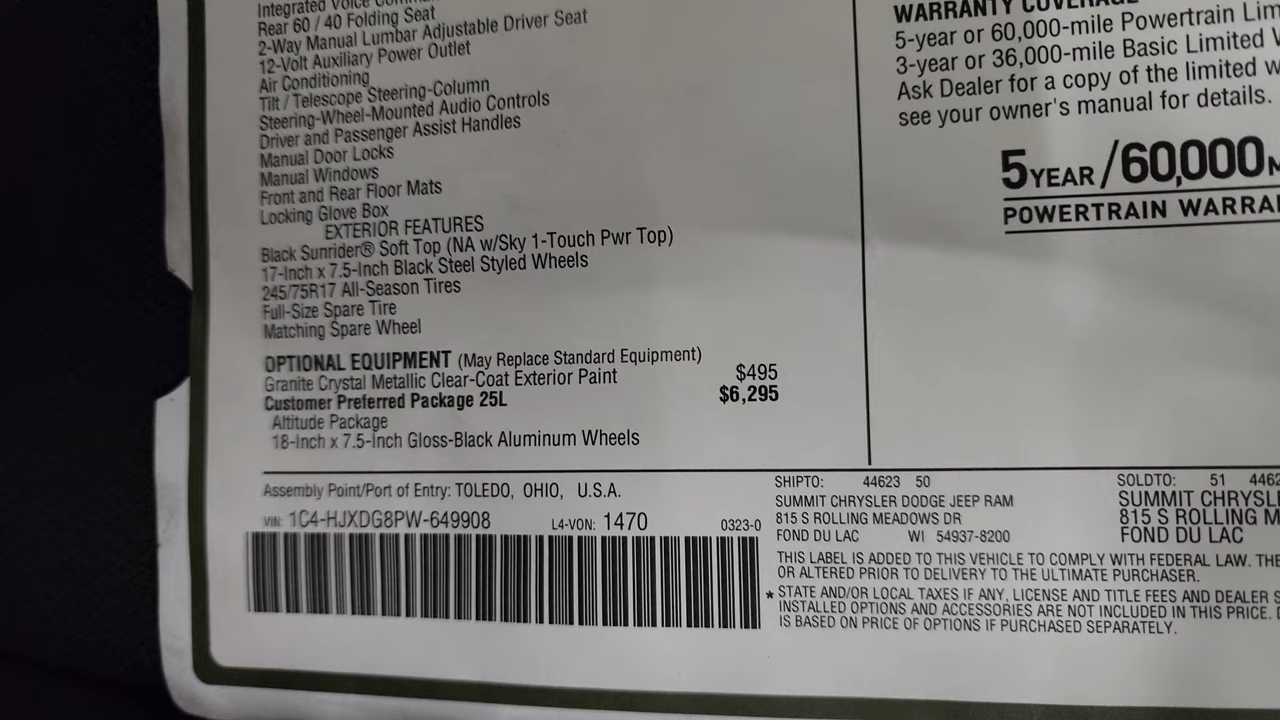 Integrated Voice
Rear 60 / 40 Folding Seat
2-Way Manual Lumbar Adjustable Driver Seat
12-Volt Auxiliary Power Outlet
Air Conditioning
Tilt / Telescope Steering-Column
Steering-Wheel-Mounted Audio Controls
Driver and Passenger Assist Handles
Manual Door Locks
Manual Windows
Front and Rear Floor Mats
Locking Glove Box
EXTERIOR FEATURES
Black Sunrider® Soft Top (NA w/Sky 1-Touch Pwr Top)
17-Inch x 7.5-Inch Black Steel Styled Wheels
245/75R17 All-Season Tires
Full-Size Spare Tire
Matching Spare Wheel
OPTIONAL EQUIPMENT (May Replace Standard Equipment)
Granite Crystal Metallic Clear-Coat Exterior Paint $495
Customer Preferred Package 25L $6,295
Altitude Package
18-Inch x 7.5-Inch Gloss-Black Aluminum Wheels
WARRANTY COVERAGE
5-year or 60,000-mile Powertrain Lim
3-year or 36,000-mile Basic Limited
Ask Dealer for a copy of the limited w
see your owner's manual for details.
5 YEAR/60,000
POWERTRAIN WARRA
Assembly Point/Port of Entry: TOLEDO, OHIO, U.S.A.
VIN: 1C4-HJXDG8PW-649908 L4-VON: 1470 0323-0
SHIPTO: 44623 50
SUMMIT CHRYSLER DODGE JEEP RAM
815 S ROLLING MEADOWS DR
FOND DU LAC WI 54937-8200
SOLDTO: 51 4462
SUMMIT CHRYSL
815 S ROLLING M
FOND DU LAC
THIS LABEL IS ADDED TO THIS VEHICLE TO COMPLY WITH FEDERAL LAW. THE
OR ALTERED PRIOR TO DELIVERY TO THE ULTIMATE PURCHASER.
* STATE AND/OR LOCAL TAXES IF ANY, LICENSE AND TITLE FEES AND DEALER S
INSTALLED OPTIONS AND ACCESSORIES ARE NOT INCLUDED IN THIS PRICE.
IS BASED ON PRICE OF OPTIONS IF PURCHASED SEPARATELY.